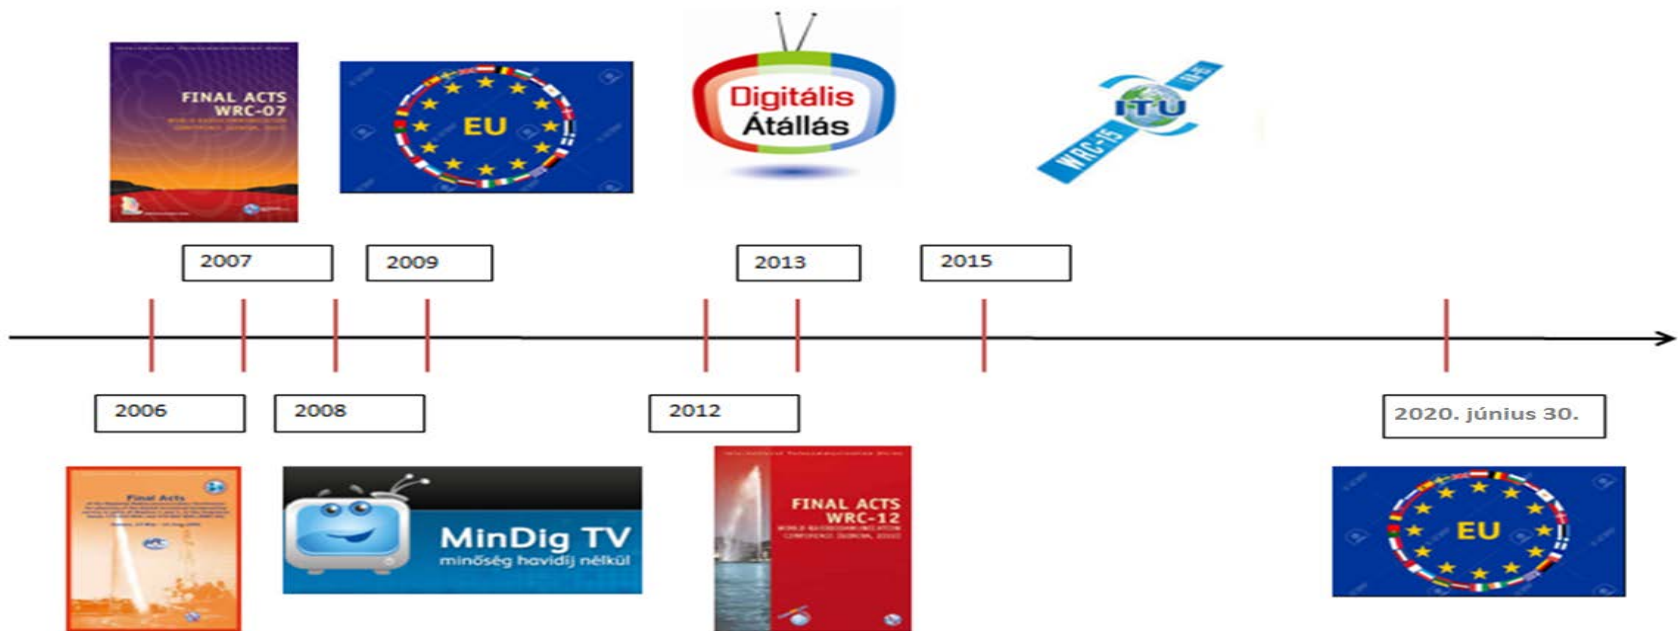 FINAL ACTS
WRC-07
EU
Digitális
Átállás
ITU
WRC-15
2007
2009
2013
2015
2006
2008
2012
2020. június 30.
Final Acts
MinDig TV
minőség havidíj nélkül
FINAL ACTS
WRC-12
EU